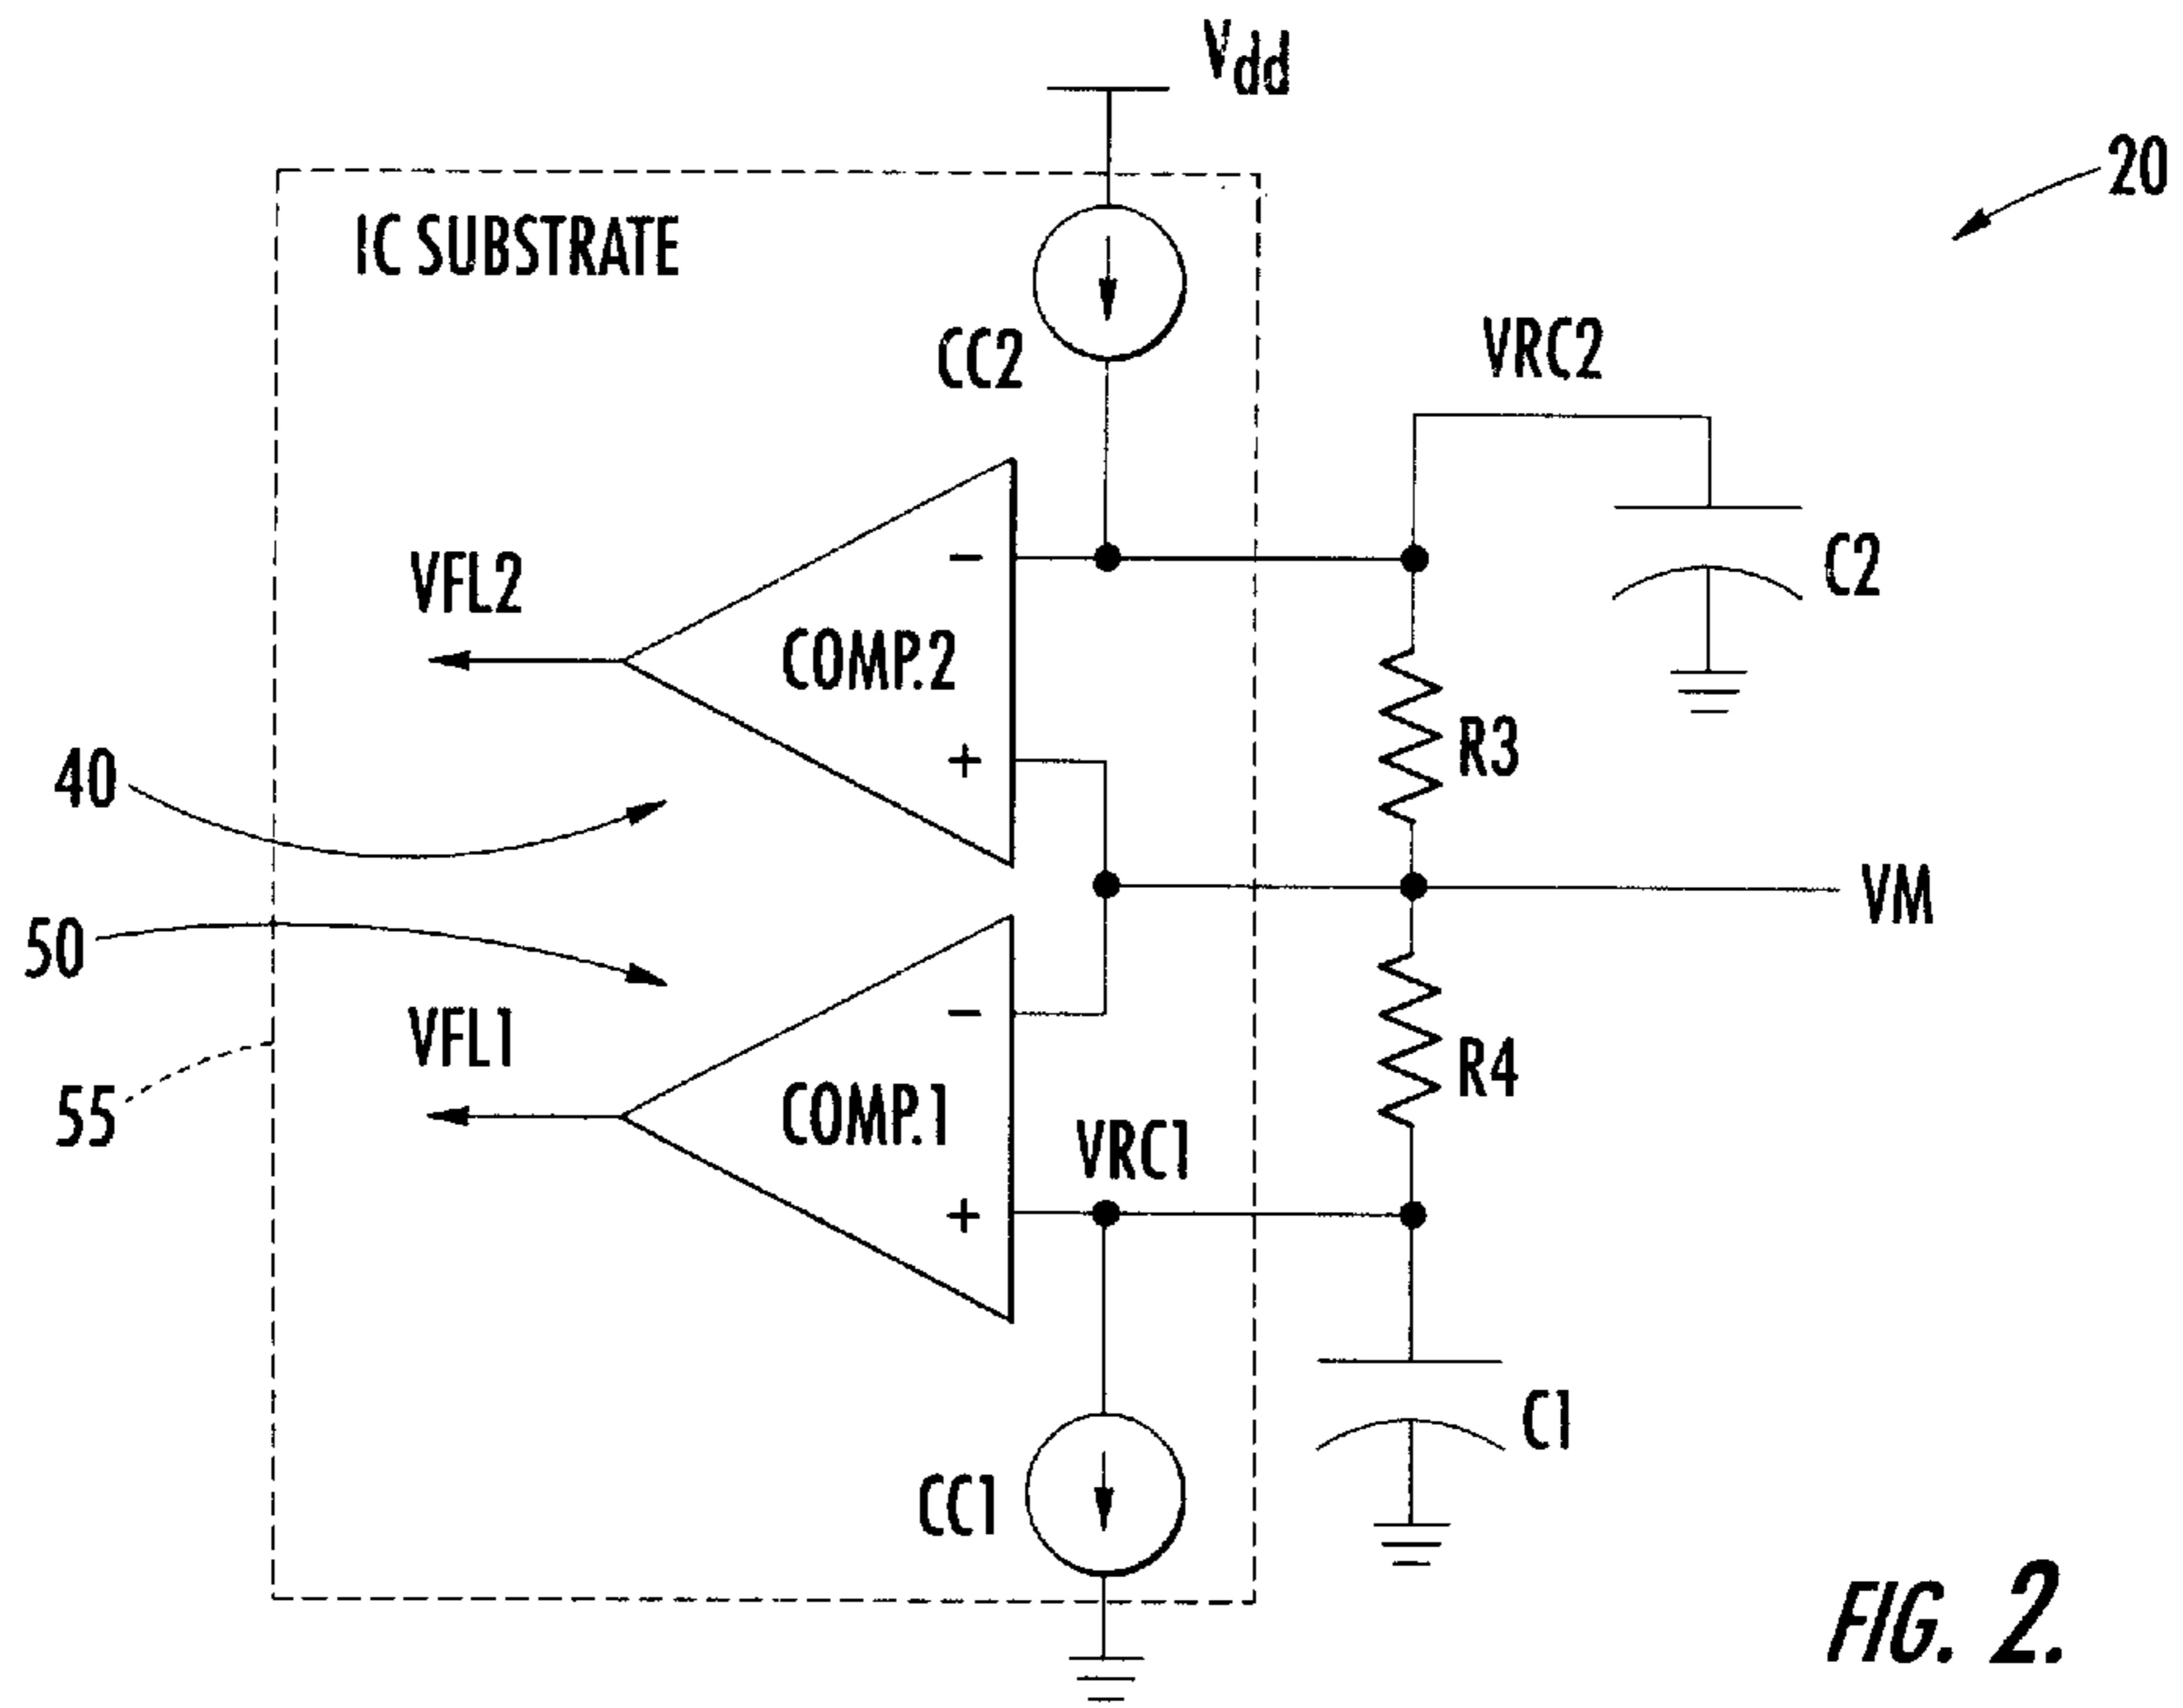 Vdd
20
IC SUBSTRATE
CC2
VRC2
VFL2
−
C2
COMP.2
R3
40
+
VM
50
VFL1
−
R4
55
COMP.1
VRC1
+
C1
CC1
FIG. 2.